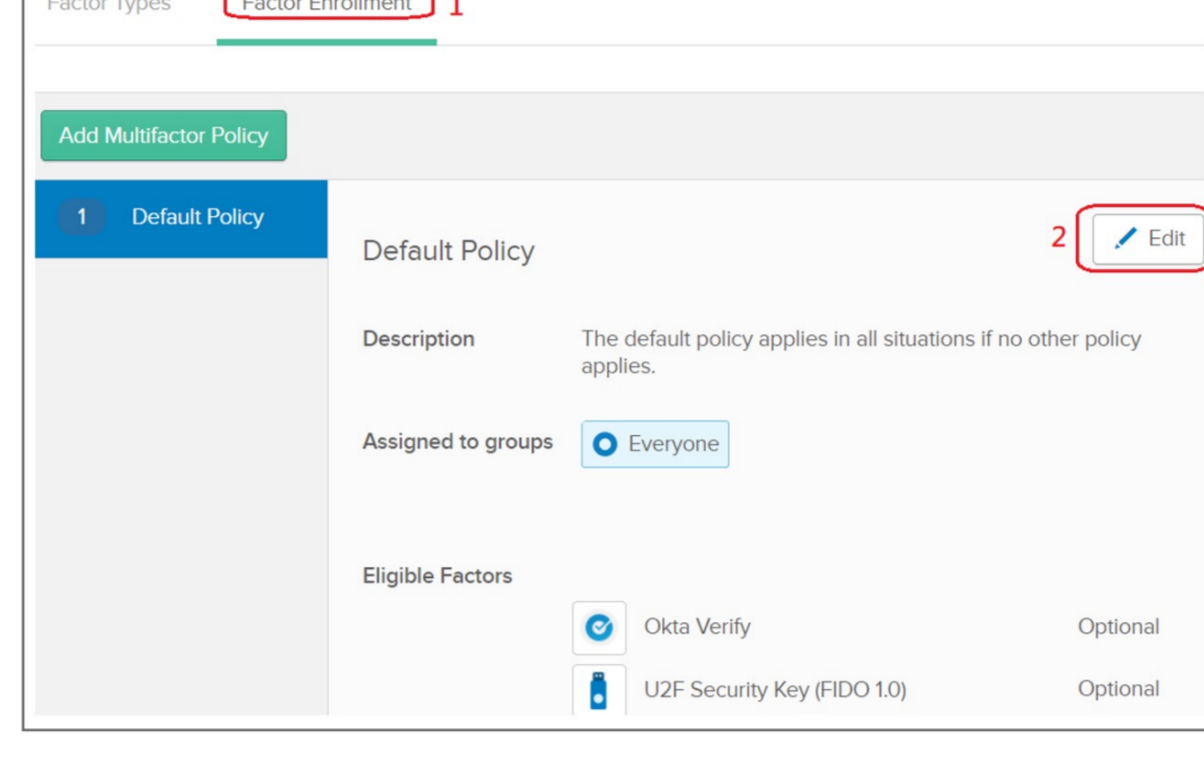 Factor Types Factor Enrollment 1
Add Multifactor Policy
1 Default Policy
Default Policy
2 Edit
Description The default policy applies in all situations if no other policy
applies.
Assigned to groups Everyone
Eligible Factors
Okta Verify Optional
U2F Security Key (FIDO 1.0) Optional